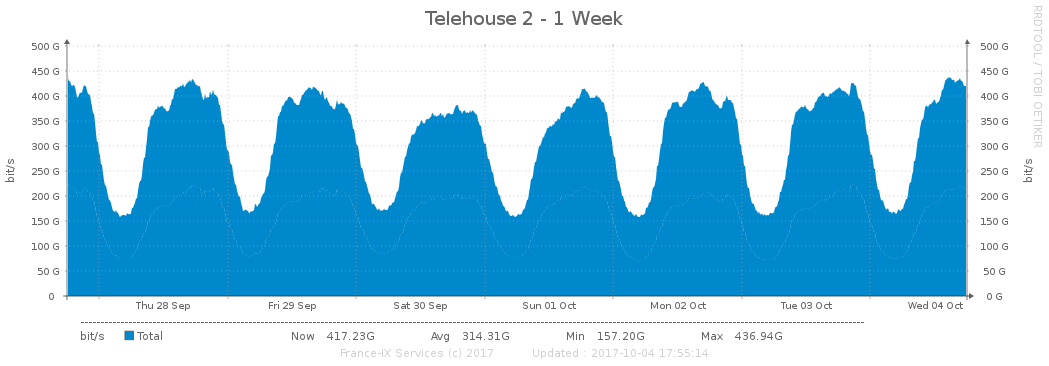 Telehouse 2 - 1 Week
RRDTOOL / TOBI OETIKER
500 G 500 G
450 G 450 G
400 G 400 G
350 G 350 G
300 G 300 G
250 G 250 G
200 G 200 G
150 G 150 G
100 G 100 G
50 G 50 G
0 0 G
bit/s bit/s
Thu 28 Sep Fri 29 Sep Sat 30 Sep Sun 01 Oct Mon 02 Oct Tue 03 Oct Wed 04 Oct
bit/s Total Now 417.23G Avg 314.31G Min 157.20G Max 436.94G
France-IX Services (c) 2017 Updated : 2017-10-04 17:55:14